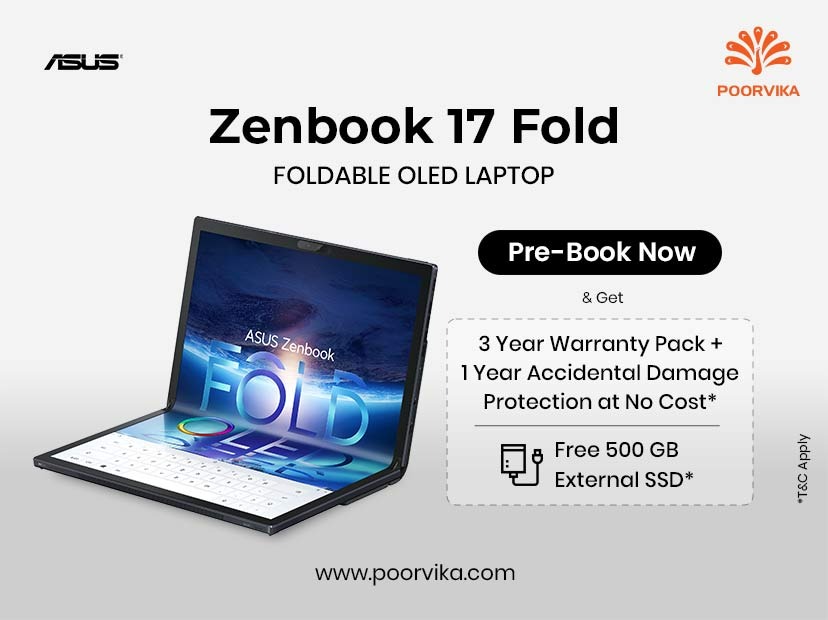 ASUS
POORVIKA
Zenbook 17 Fold
FOLDABLE OLED LAPTOP
ASUS Zenbook
FOLD
OLED
Pre-Book Now
& Get
3 Year Warranty Pack +
1 Year Accidental Damage
Protection at No Cost*
Free 500 GB
External SSD*
*T&C Apply
www.poorvika.com